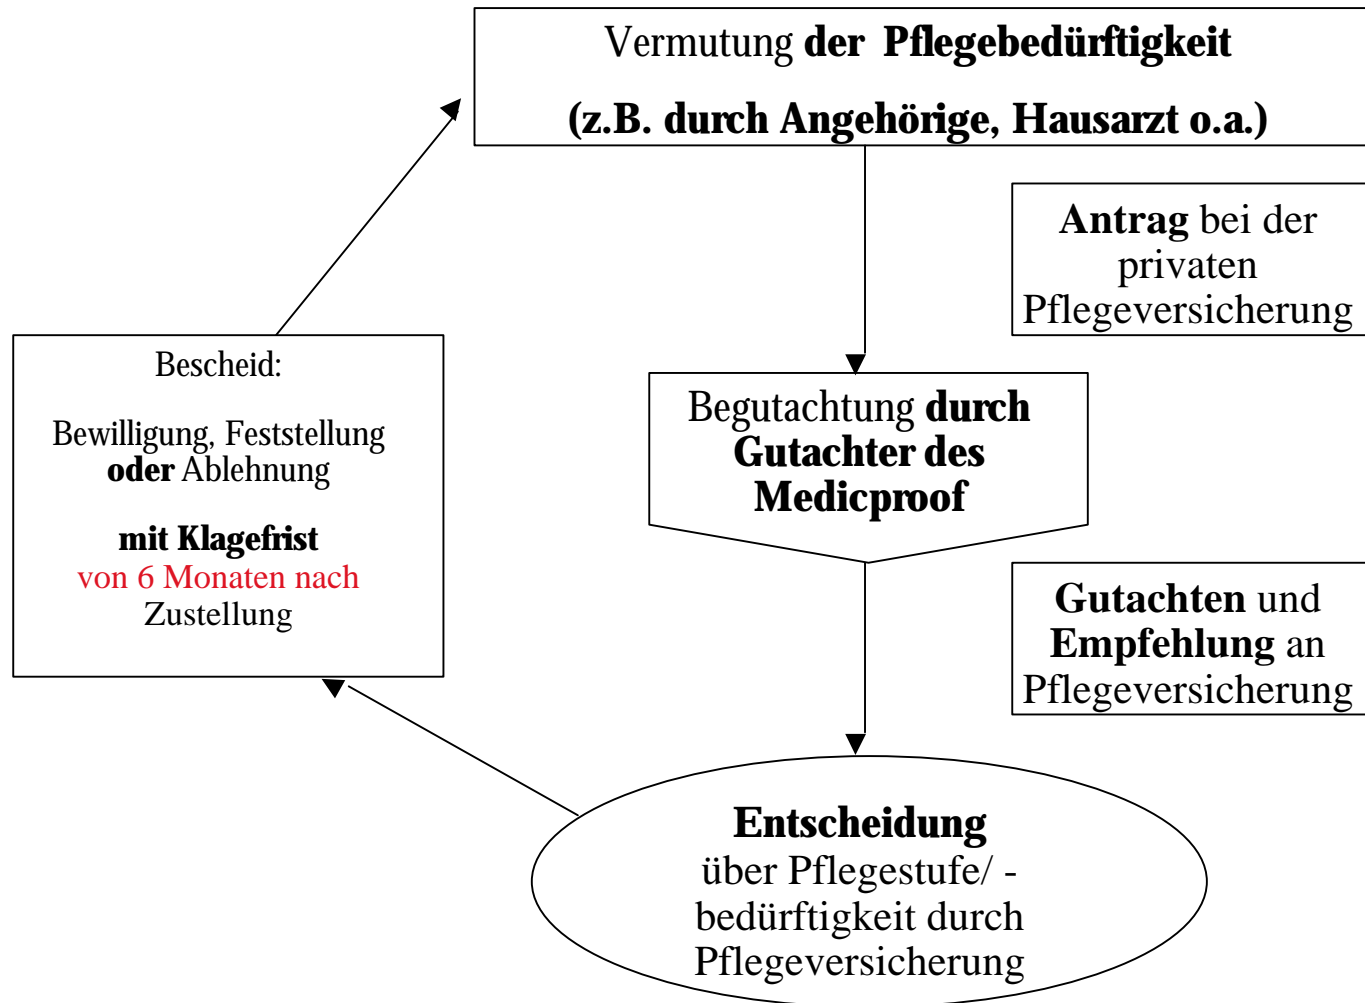 Vermutung der Pflegebedürftigkeit
(z.B. durch Angehörige, Hausarzt o.a.)
Antrag bei der
privaten
Pflegeversicherung
Begutachtung durch
Gutachter des
Medicproof
Gutachten und
Empfehlung an
Pflegeversicherung
Entscheidung
über Pflegestufe/ -
bedürftigkeit durch
Pflegeversicherung
Bescheid:
Bewilligung, Feststellung
oder Ablehnung
mit Klagefrist
von 6 Monaten nach
Zustellung